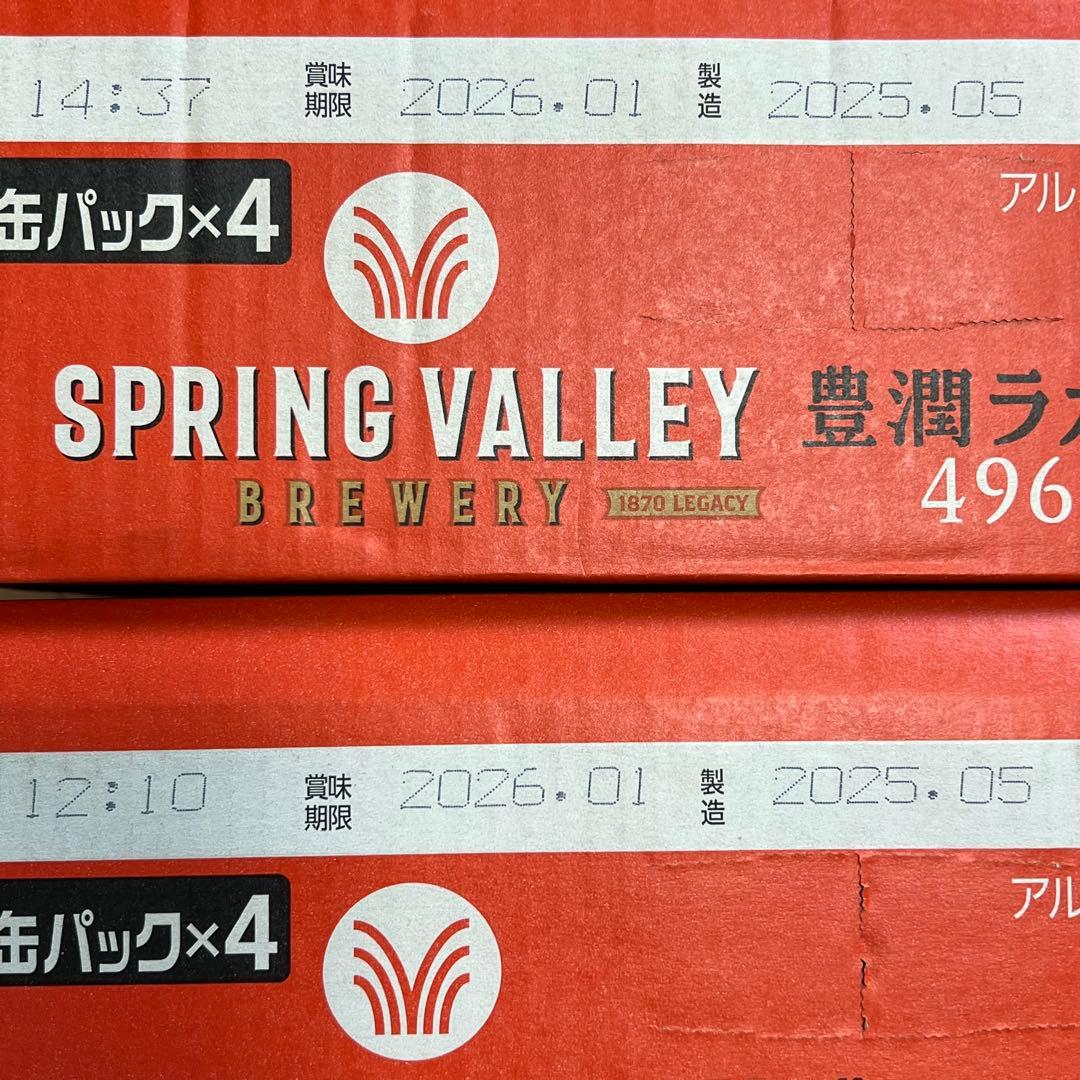 14:37 賞味期限 2026.01 製造 2025.05
缶パック×4
アル
SPRING VALLEY 豊潤ラ
BREWERY 1870 LEGACY 496
12:10 賞味期限 2026.01 製造 2025.05
缶パック×4
アル